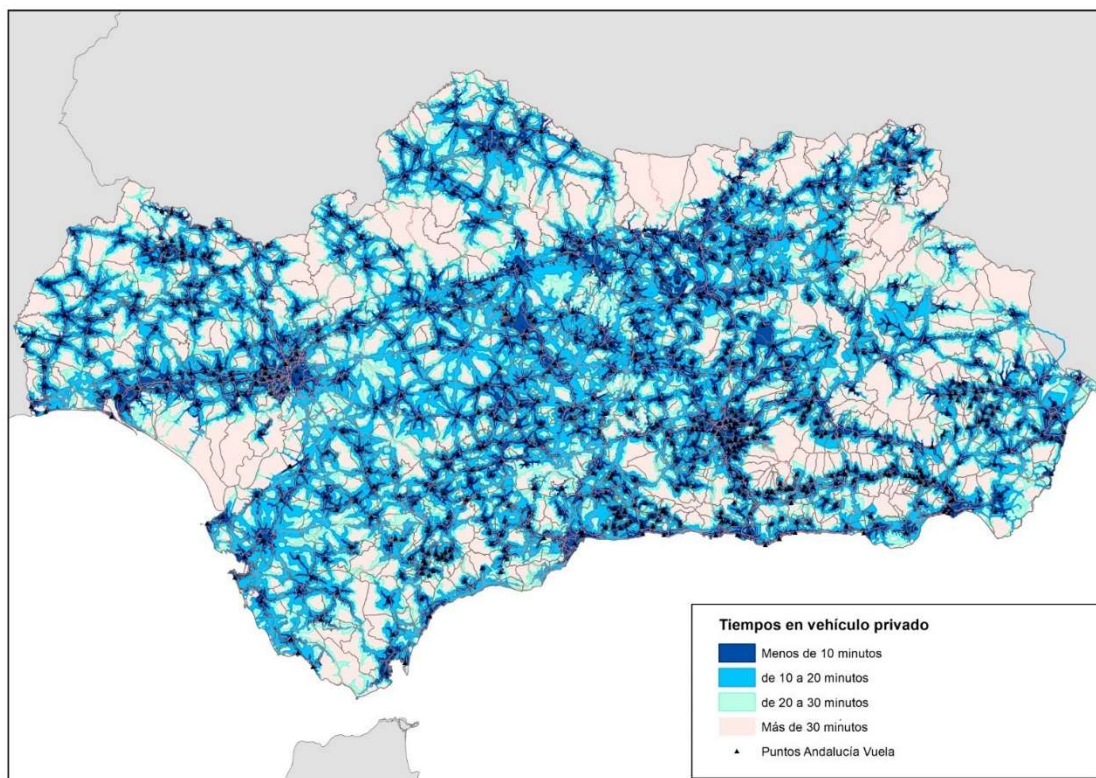 Tiempos en vehículo privado
Menos de 10 minutos
de 10 a 20 minutos
de 20 a 30 minutos
Más de 30 minutos
Puntos Andalucía Vuela